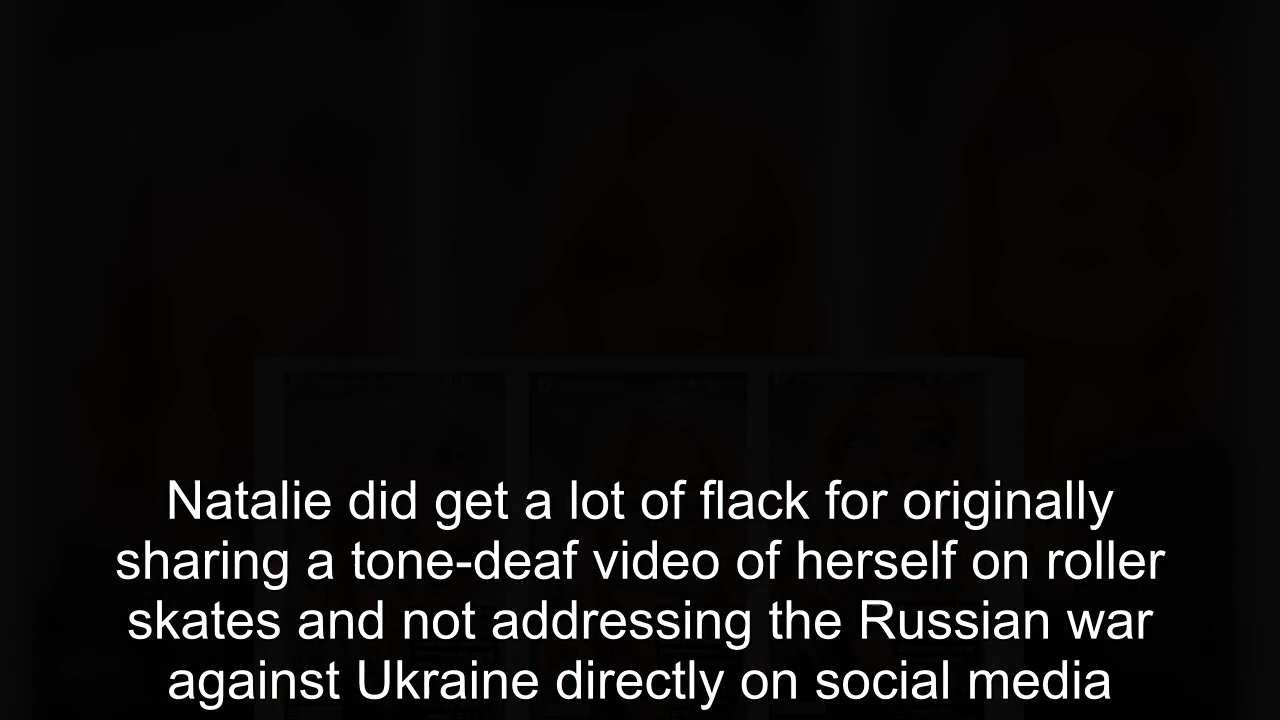 Natalie did get a lot of flack for originally
sharing a tone-deaf video of herself on roller
skates and not addressing the Russian war
against Ukraine directly on social media